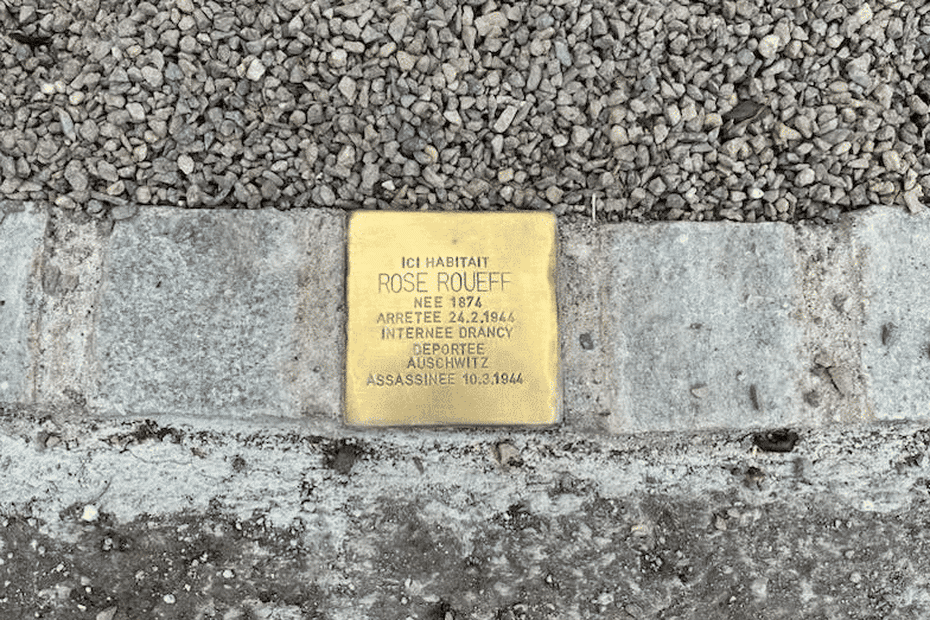 ICI HABITAIT
ROSE ROUEFF
NEE 1874
ARRETEE 24.2.1944
INTERNEE DRANCY
DEPORTEE
AUSCHWITZ
ASSASSINEE 10.3.1944